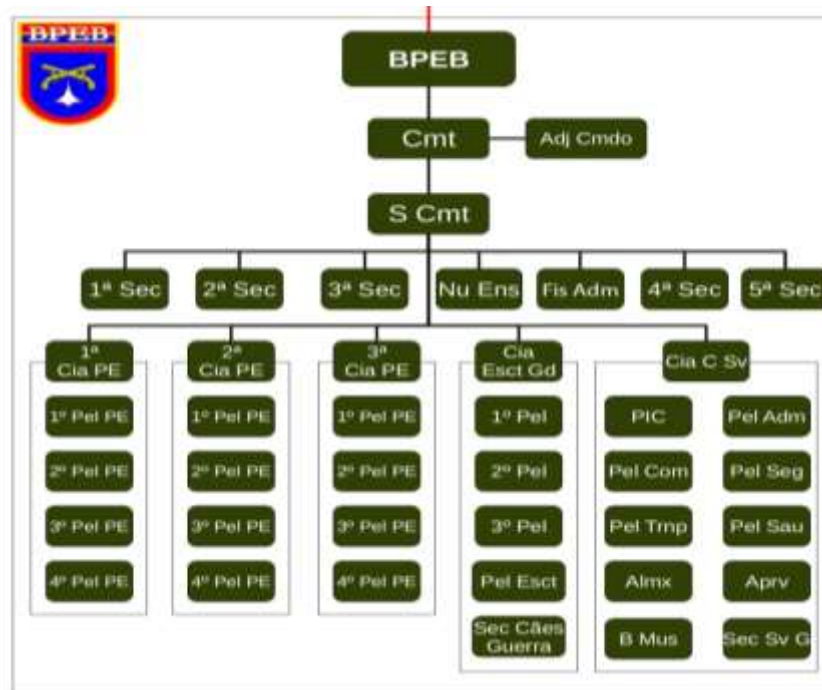 BPEB
BPEB
Cmt
Adj Cmdo
S Cmt
1ª Sec
2ª Sec
3ª Sec
Nu Ens
Fis Adm
4ª Sec
5ª Sec
1ª
Cia PE
1º Pel PE
2º Pel PE
3º Pel PE
4º Pel PE
2ª
Cia PE
1º Pel PE
2º Pel PE
3º Pel PE
4º Pel PE
3ª
Cia PE
1º Pel PE
2º Pel PE
3º Pel PE
4º Pel PE
Cia
Esct Gd
1º Pel
2º Pel
3º Pel
Pel Esct
Sec Cães
Guerra
Cia C Sv
PIC
Pel Adm
Pel Com
Pel Seg
Pel Trnp
Pel Sau
Almx
Aprv
B Mus
Sec Sv G